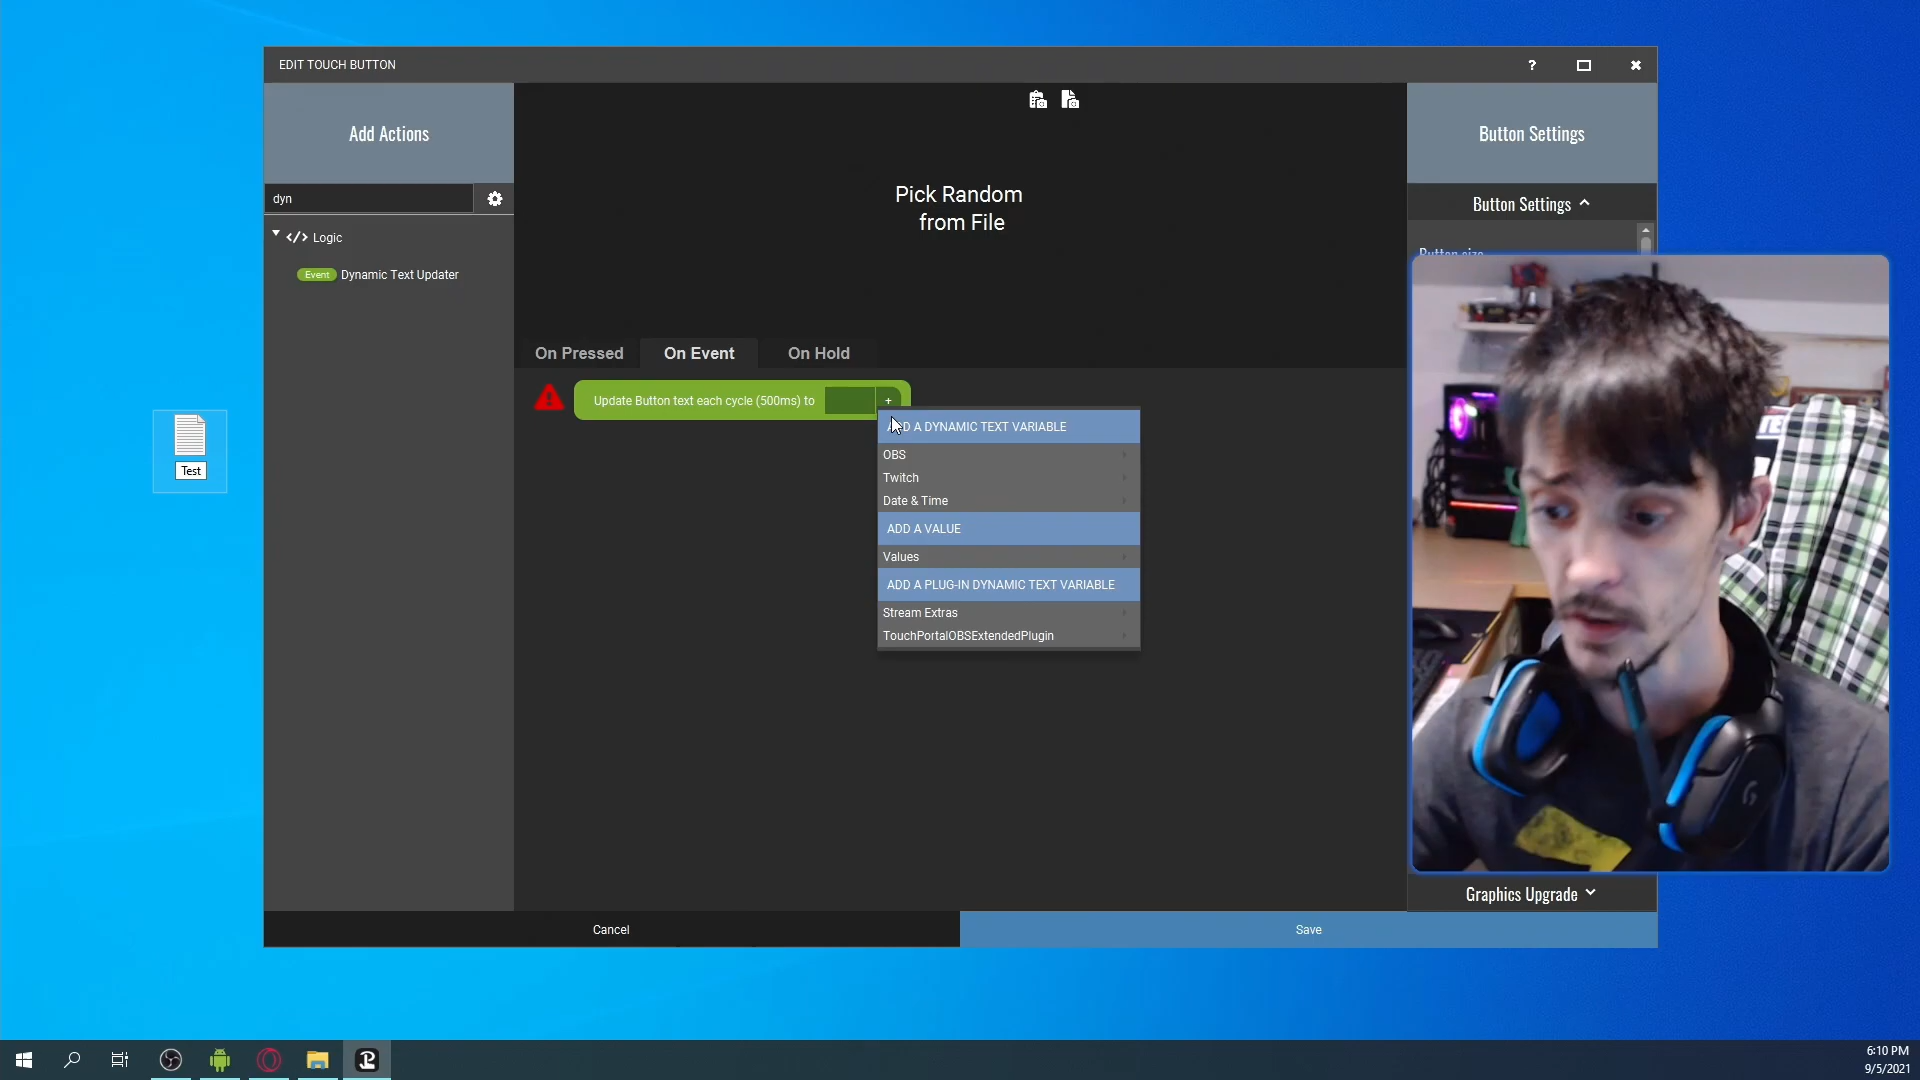 EDIT TOUCH BUTTON
?
Add Actions
Button Settings
dyn
Button Settings
Logic
Event Dynamic Text Updater
Pick Random
from File
Button size
On Pressed
On Event
On Hold
Update Button text each cycle (500ms) to
+
D A DYNAMIC TEXT VARIABLE
OBS
Twitch
Date & Time
ADD A VALUE
Values
ADD A PLUG-IN DYNAMIC TEXT VARIABLE
Stream Extras
TouchPortalOBSExtendedPlugin
Test
Graphics Upgrade
Cancel
Save
6:10 PM
9/5/2021